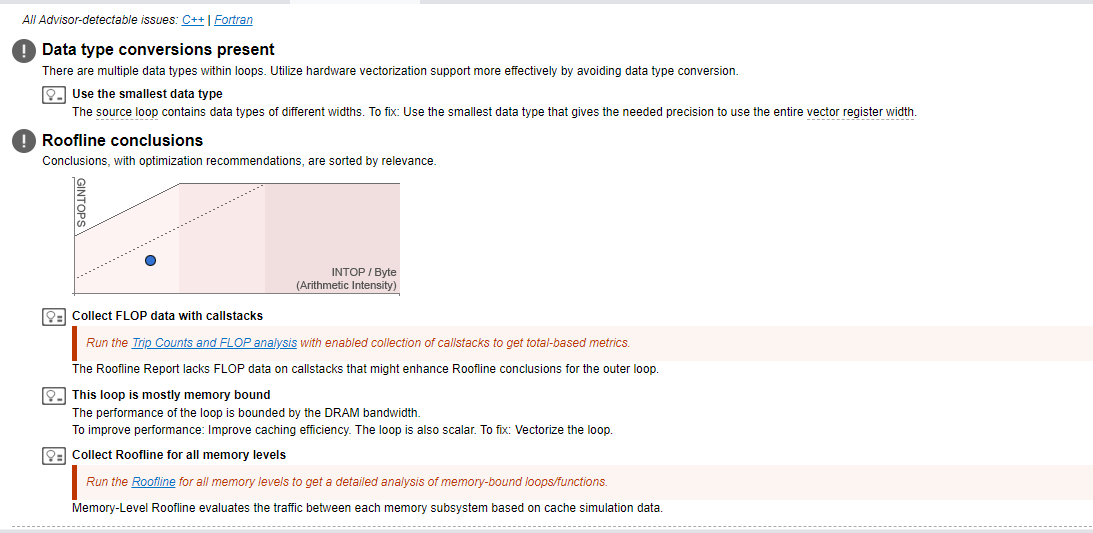 All Advisor-detectable issues: C++ | Fortran
Data type conversions present
There are multiple data types within loops. Utilize hardware vectorization support more effectively by avoiding data type conversion.
Use the smallest data type
The source loop contains data types of different widths. To fix: Use the smallest data type that gives the needed precision to use the entire vector register width.
Roofline conclusions
Conclusions, with optimization recommendations, are sorted by relevance.
GINTOPS
INTOP / Byte
(Arithmetic Intensity)
Collect FLOP data with callstacks
Run the Trip Counts and FLOP analysis with enabled collection of callstacks to get total-based metrics.
The Roofline Report lacks FLOP data on callstacks that might enhance Roofline conclusions for the outer loop.
This loop is mostly memory bound
The performance of the loop is bounded by the DRAM bandwidth.
To improve performance: Improve caching efficiency. The loop is also scalar. To fix: Vectorize the loop.
Collect Roofline for all memory levels
Run the Roofline for all memory levels to get a detailed analysis of memory-bound loops/functions.
Memory-Level Roofline evaluates the traffic between each memory subsystem based on cache simulation data.